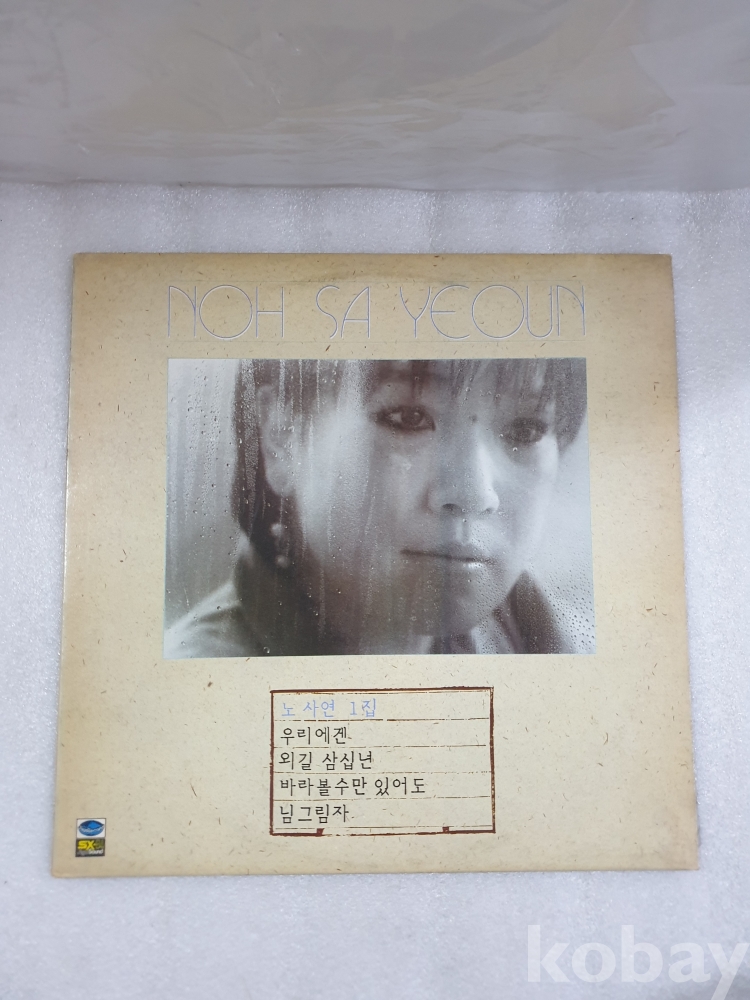 NOH SA YEOUN
노사연 1집
우리에겐
외길 삼십년
바라볼수만 있어도
님그림자
SX-
kobay